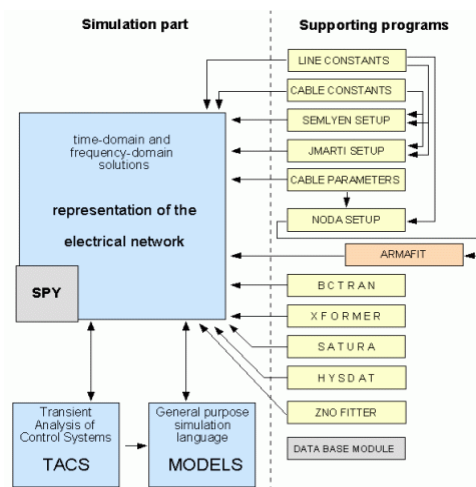 Simulation part
Supporting programs
LINE CONSTANTS
CABLE CONSTANTS
SEMLYEN SETUP
JMARTI SETUP
CABLE PARAMETERS
NODA SETUP
ARMAFIT
BCTRAN
XFORMER
SATURA
HYSDAT
ZNO FITTER
DATA BASE MODULE
time-domain and
frequency-domain
solutions
representation of the
electrical network
SPY
Transient
Analysis of
Control Systems
TACS
General purpose
simulation
language
MODELS